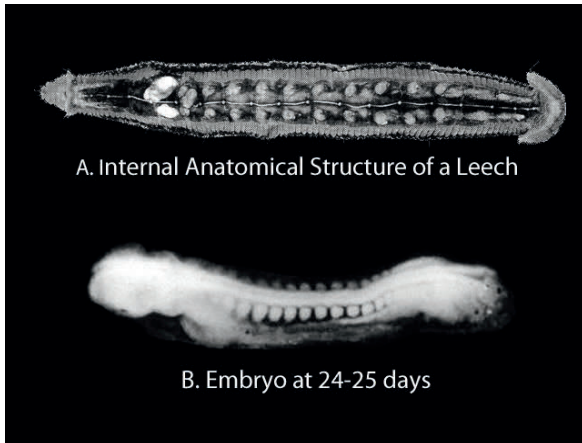 A. Internal Anatomical Structure of a Leech
B. Embryo at 24-25 days